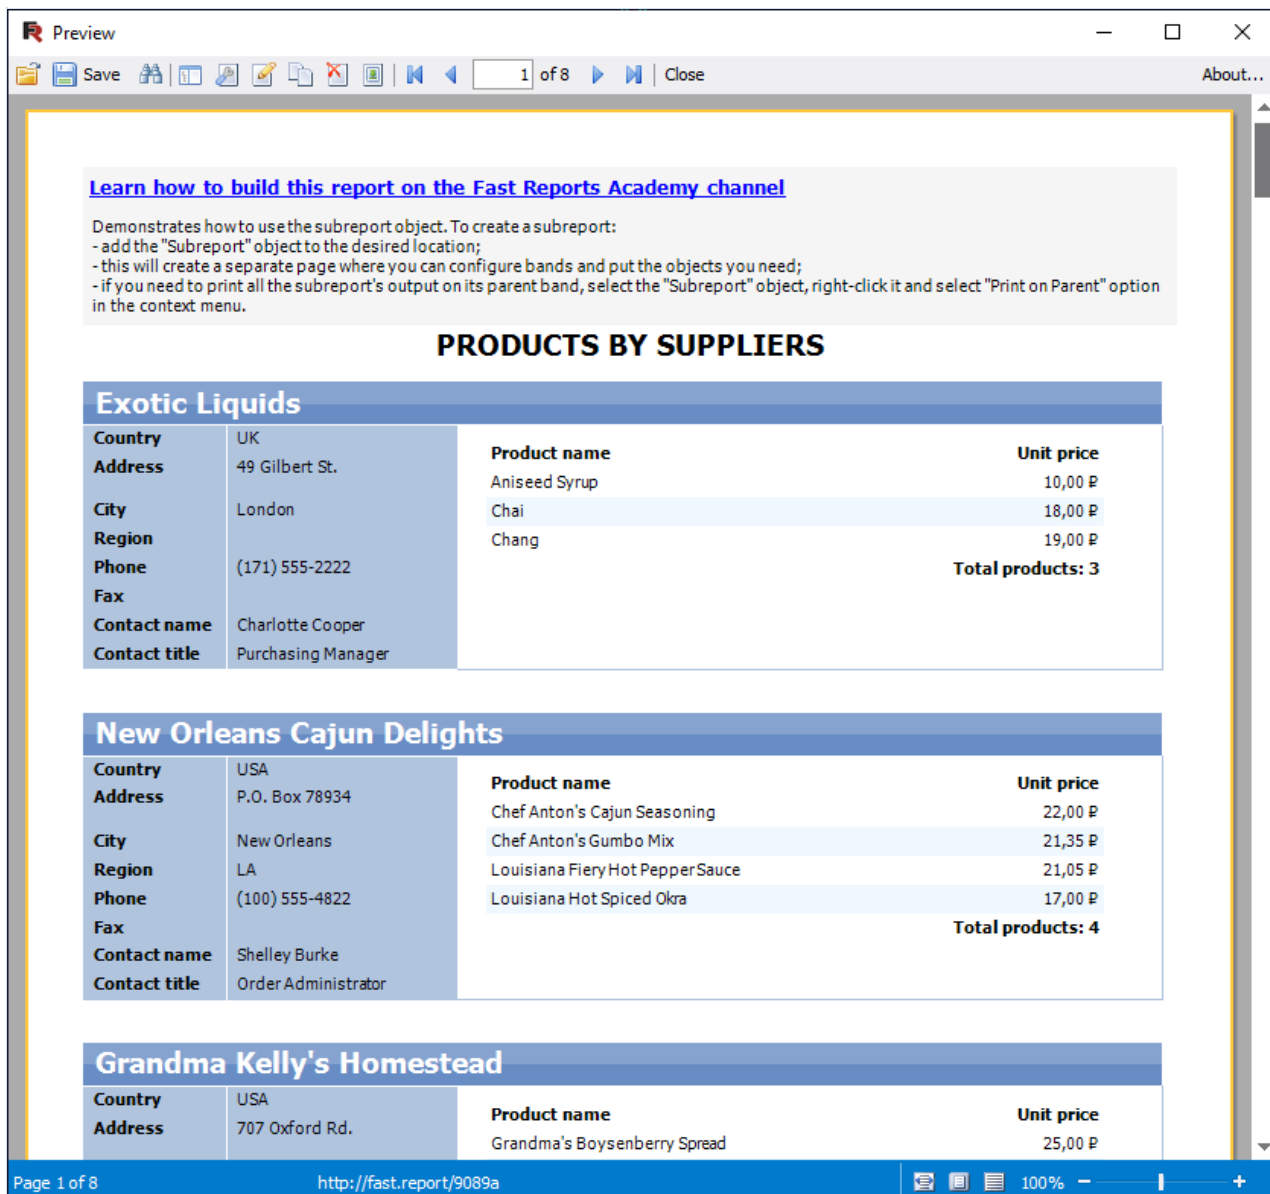 Preview
Save 1 of 8 Close About...
Learn how to build this report on the Fast Reports Academy channel
Demonstrates how to use the subreport object. To create a subreport:
- add the "Subreport" object to the desired location;
- this will create a separate page where you can configure bands and put the objects you need;
- if you need to print all the subreport's output on its parent band, select the "Subreport" object, right-click it and select "Print on Parent" option
in the context menu.
PRODUCTS BY SUPPLIERS
Exotic Liquids
Country UK
Address 49 Gilbert St.
City London
Region
Phone (171) 555-2222
Fax
Contact name Charlotte Cooper
Contact title Purchasing Manager
Product name Unit price
Aniseed Syrup 10,00 ₽
Chai 18,00 ₽
Chang 19,00 ₽
Total products: 3
New Orleans Cajun Delights
Country USA
Address P.O. Box 78934
City New Orleans
Region LA
Phone (100) 555-4822
Fax
Contact name Shelley Burke
Contact title Order Administrator
Product name Unit price
Chef Anton's Cajun Seasoning 22,00 ₽
Chef Anton's Gumbo Mix 21,35 ₽
Louisiana Fiery Hot Pepper Sauce 21,05 ₽
Louisiana Hot Spiced Okra 17,00 ₽
Total products: 4
Grandma Kelly's Homestead
Country USA
Address 707 Oxford Rd.
Product name Unit price
Grandma's Boysenberry Spread 25,00 ₽
Page 1 of 8 http://fast.report/9089a 100%